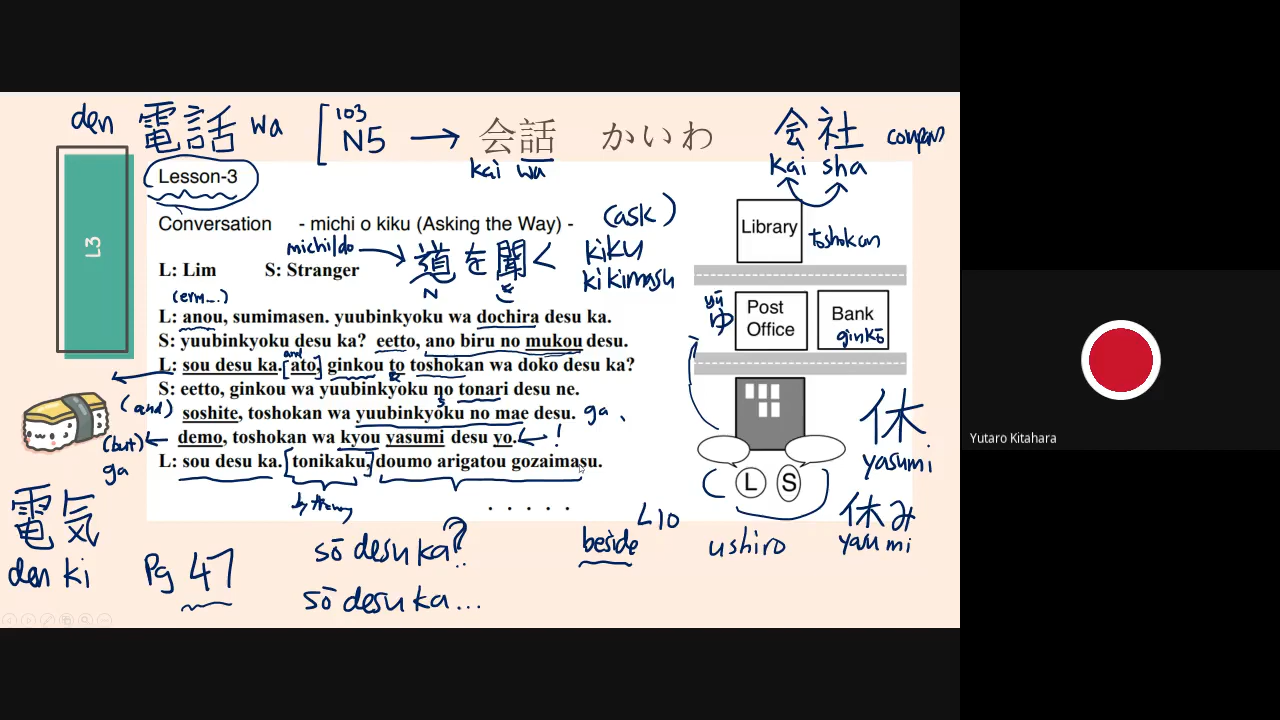 den 電話 wa
103
N5 → 会話 かいわ
kai wa
会社 company
kai sha
L3
Lesson-3
Conversation - michi o kiku (Asking the Way) -
(ask)
michi/do → 道を聞く
kiku
kikimasu
N
L: Lim S: Stranger
(erm...)
L: anou, sumimasen. yuubinkyoku wa dochira desu ka.
S: yuubinkyoku desu ka? eetto, ano biru no mukou desu.
and
L: sou desu ka. [ato,] ginkou to toshokan wa doko desu ka?
S: eetto, ginkou wa yuubinkyoku no tonari desu ne.
(and) soshite, toshokan wa yuubinkyoku no mae desu. ga、
(but) ← demo, toshokan wa kyou yasumi desu yo. ← !
ga
L: sou desu ka. [tonikaku,] doumo arigatou gozaimasu.
. . . . .
Library toshokan
yū
ゆ
Post
Office
Bank
ginkō
L S
休
yasumi
休み
yasumi
電気
den ki
Pg 47
sō desu ka?
sō desu ka...
beside
ushiro
Yutaro Kitahara